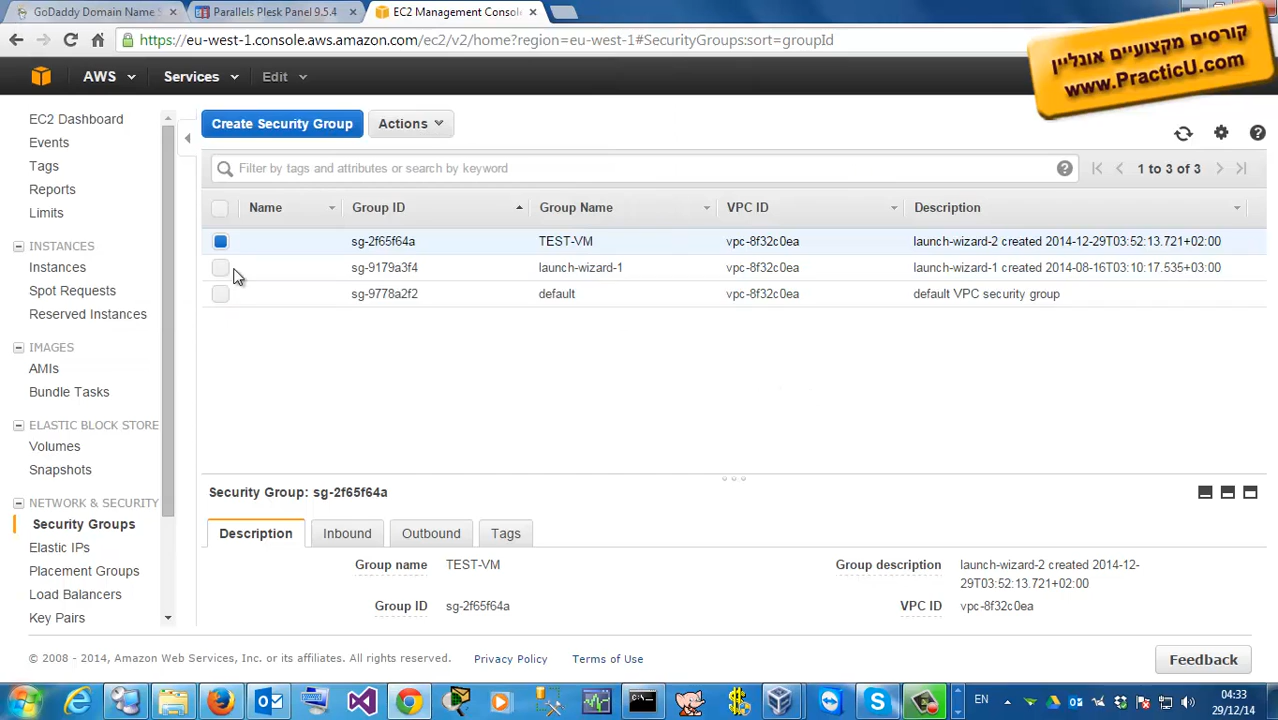 GoDaddy Domain Name S
Parallels Plesk Panel 9.5.4
EC2 Management Consol
https://eu-west-1.console.aws.amazon.com/ec2/v2/home?region=eu-west-1#SecurityGroups:sort=groupId
קורסים מקצועיים אונליין
www.PracticU.com
AWS
Services
Edit
EC2 Dashboard
Events
Tags
Reports
Limits
INSTANCES
Instances
Spot Requests
Reserved Instances
IMAGES
AMIs
Bundle Tasks
ELASTIC BLOCK STORE
Volumes
Snapshots
NETWORK & SECURITY
Security Groups
Elastic IPs
Placement Groups
Load Balancers
Key Pairs
Create Security Group
Actions
Filter by tags and attributes or search by keyword
1 to 3 of 3
Name Group ID Group Name VPC ID Description
sg-2f65f64a TEST-VM vpc-8f32c0ea launch-wizard-2 created 2014-12-29T03:52:13.721+02:00
sg-9179a3f4 launch-wizard-1 vpc-8f32c0ea launch-wizard-1 created 2014-08-16T03:10:17.535+03:00
sg-9778a2f2 default vpc-8f32c0ea default VPC security group
Security Group: sg-2f65f64a
Description Inbound Outbound Tags
Group name TEST-VM
Group description launch-wizard-2 created 2014-12-
29T03:52:13.721+02:00
Group ID sg-2f65f64a
VPC ID vpc-8f32c0ea
© 2008 - 2014, Amazon Web Services, Inc. or its affiliates. All rights reserved. Privacy Policy Terms of Use
Feedback
EN
04:33
29/12/14